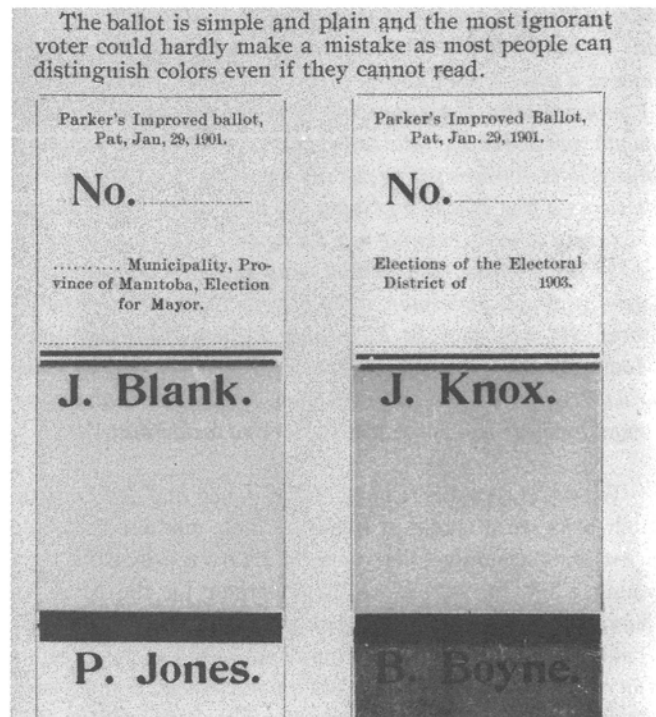 The ballot is simple and plain and the most ignorant
voter could hardly make a mistake as most people can
distinguish colors even if they cannot read.
Parker's Improved ballot,
Pat, Jan, 29, 1901.
No. ....................
.......... Municipality, Pro-
vince of Manitoba, Election
for Mayor.
J. Blank.
P. Jones.
Parker's Improved Ballot,
Pat, Jan. 29, 1901.
No. ....................
Elections of the Electoral
District of 1903.
J. Knox.
B. Boyne.